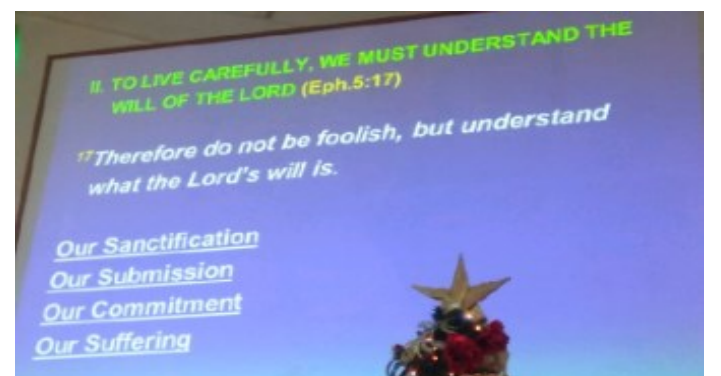 II. TO LIVE CAREFULLY, WE MUST UNDERSTAND THE
WILL OF THE LORD (Eph.5:17)
17Therefore do not be foolish, but understand
what the Lord's will is.
Our Sanctification
Our Submission
Our Commitment
Our Suffering